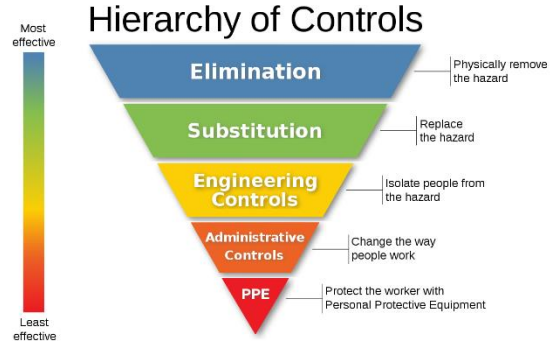 Hierarchy of Controls
Most
effective
Elimination
Physically remove
the hazard
Substitution
Replace
the hazard
Engineering
Controls
Isolate people from
the hazard
Administrative
Controls
Change the way
people work
PPE
Protect the worker with
Personal Protective Equipment
Least
effective